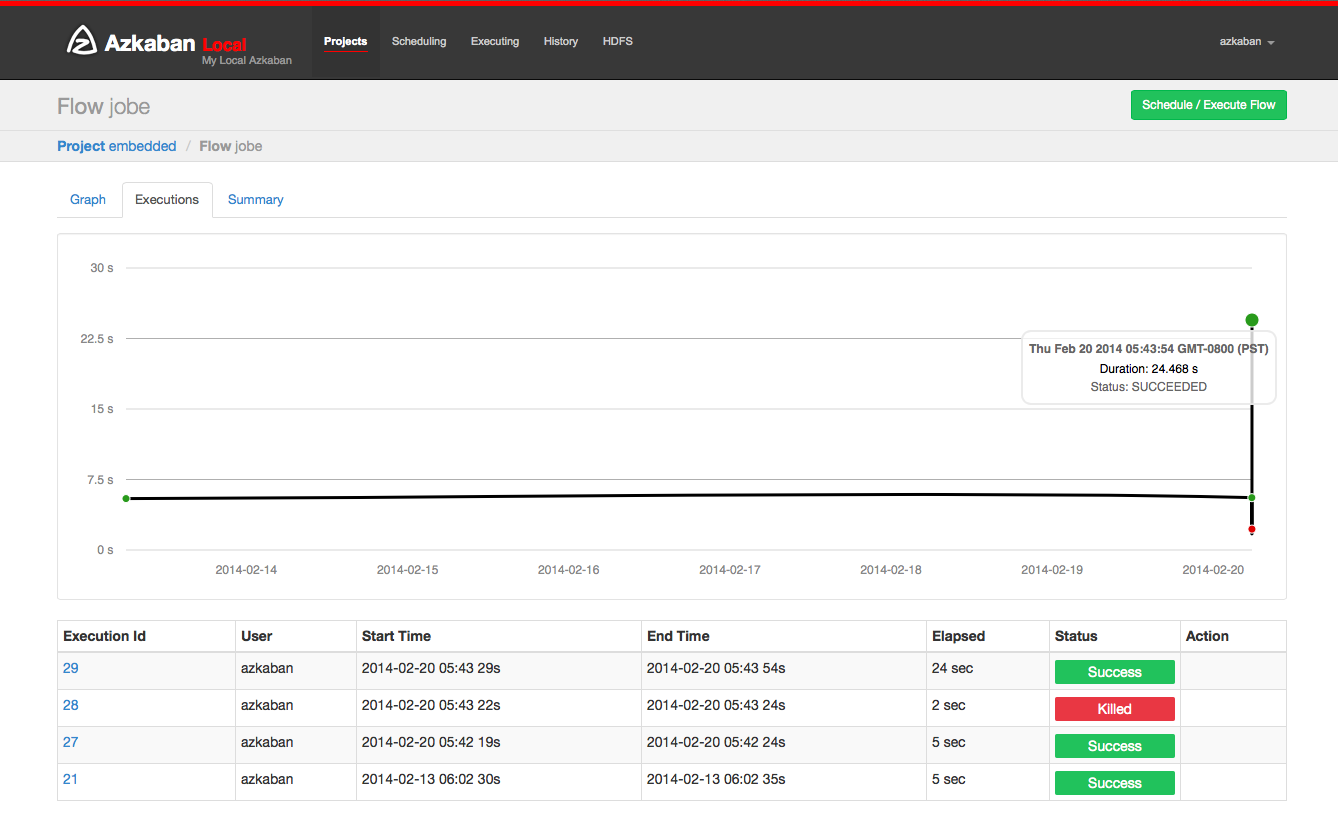 Azkaban Local
My Local Azkaban
Projects Scheduling Executing History HDFS
azkaban
Flow jobe
Schedule / Execute Flow
Project embedded / Flow jobe
Graph Executions Summary
30 s
22.5 s
Thu Feb 20 2014 05:43:54 GMT-0800 (PST)
Duration: 24.468 s
Status: SUCCEEDED
15 s
7.5 s
0 s
2014-02-14 2014-02-15 2014-02-16 2014-02-17 2014-02-18 2014-02-19 2014-02-20
Execution Id User Start Time End Time Elapsed Status Action
29 azkaban 2014-02-20 05:43 29s 2014-02-20 05:43 54s 24 sec Success
28 azkaban 2014-02-20 05:43 22s 2014-02-20 05:43 24s 2 sec Killed
27 azkaban 2014-02-20 05:42 19s 2014-02-20 05:42 24s 5 sec Success
21 azkaban 2014-02-13 06:02 30s 2014-02-13 06:02 35s 5 sec Success